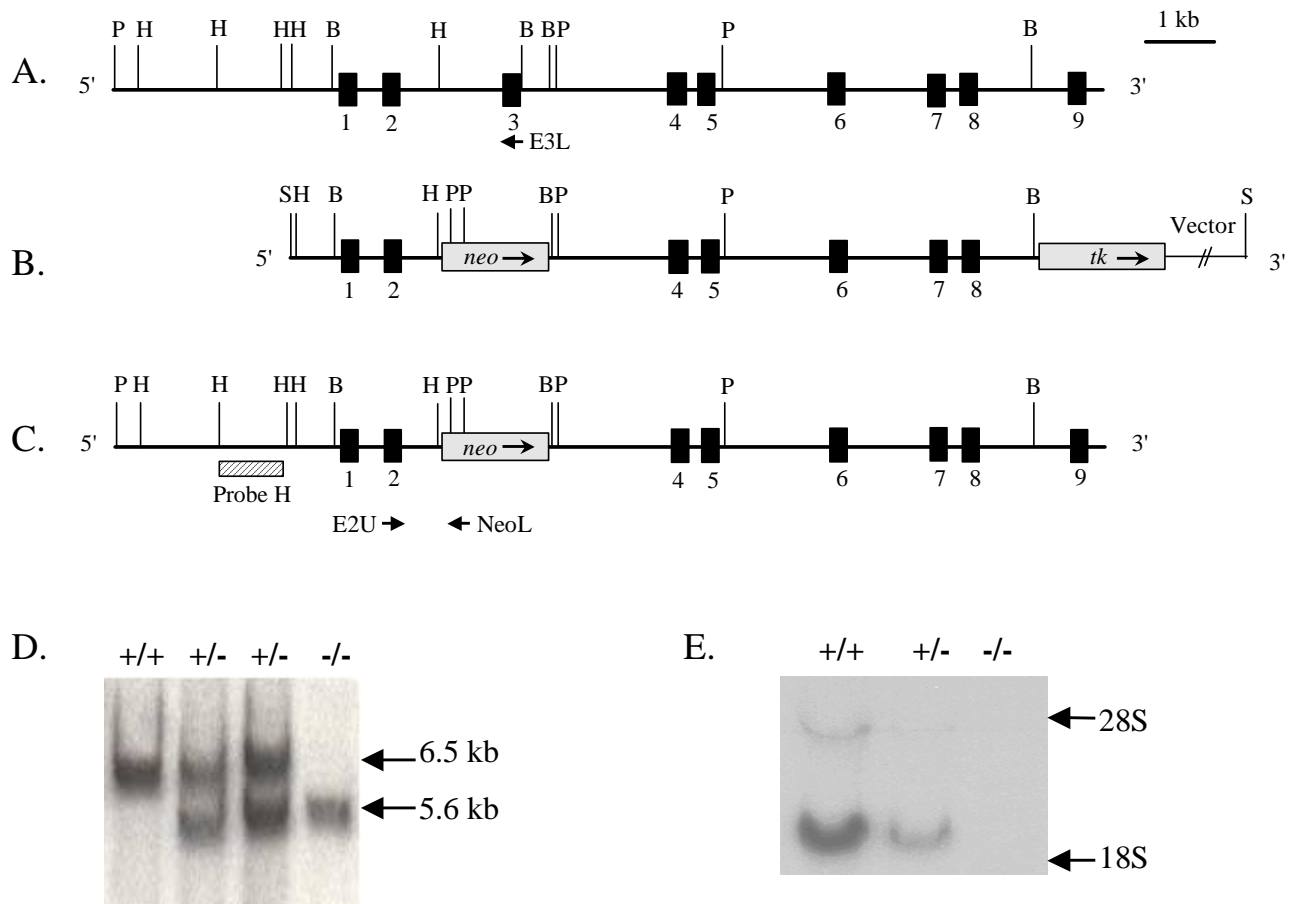 1 kb
P H H HH B H B BP P B
A. 5' 3'
1 2 3 4 5 6 7 8 9
E3L
SH B H PP BP P B S
Vector
B. 5' neo tk 3'
1 2 4 5 6 7 8
P H H HH B H PP BP P B
C. 5' neo 3'
Probe H 1 2 4 5 6 7 8 9
E2U NeoL
D. +/+ +/- +/- -/-
6.5 kb
5.6 kb
E. +/+ +/- -/-
28S
18S